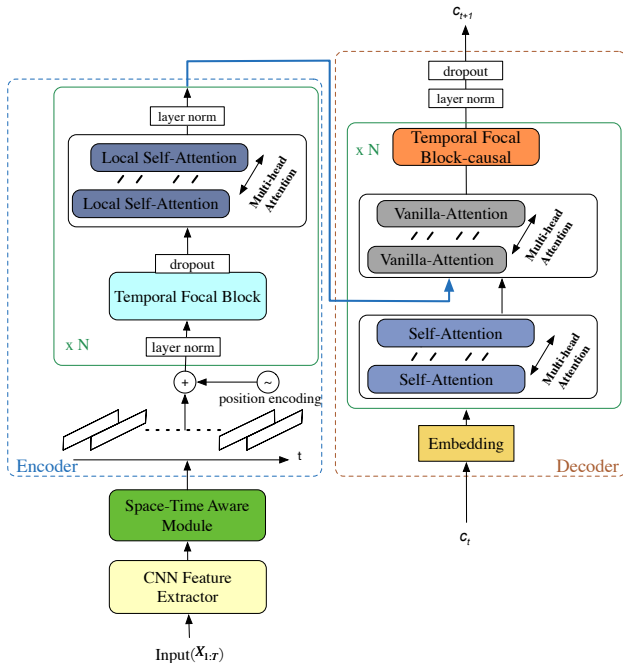 C_{t+1}
dropout
layer norm
x N
Temporal Focal
Block-causal
Vanilla-Attention
Vanilla-Attention
Multi-head
Attention
Self-Attention
Self-Attention
Multi-head
Attention
Embedding
Decoder
C_t
layer norm
Local Self-Attention
Local Self-Attention
Multi-head
Attention
dropout
Temporal Focal Block
x N
layer norm
+
~
position encoding
t
Encoder
Space-Time Aware
Module
CNN Feature
Extractor
Input(X_{1:T})